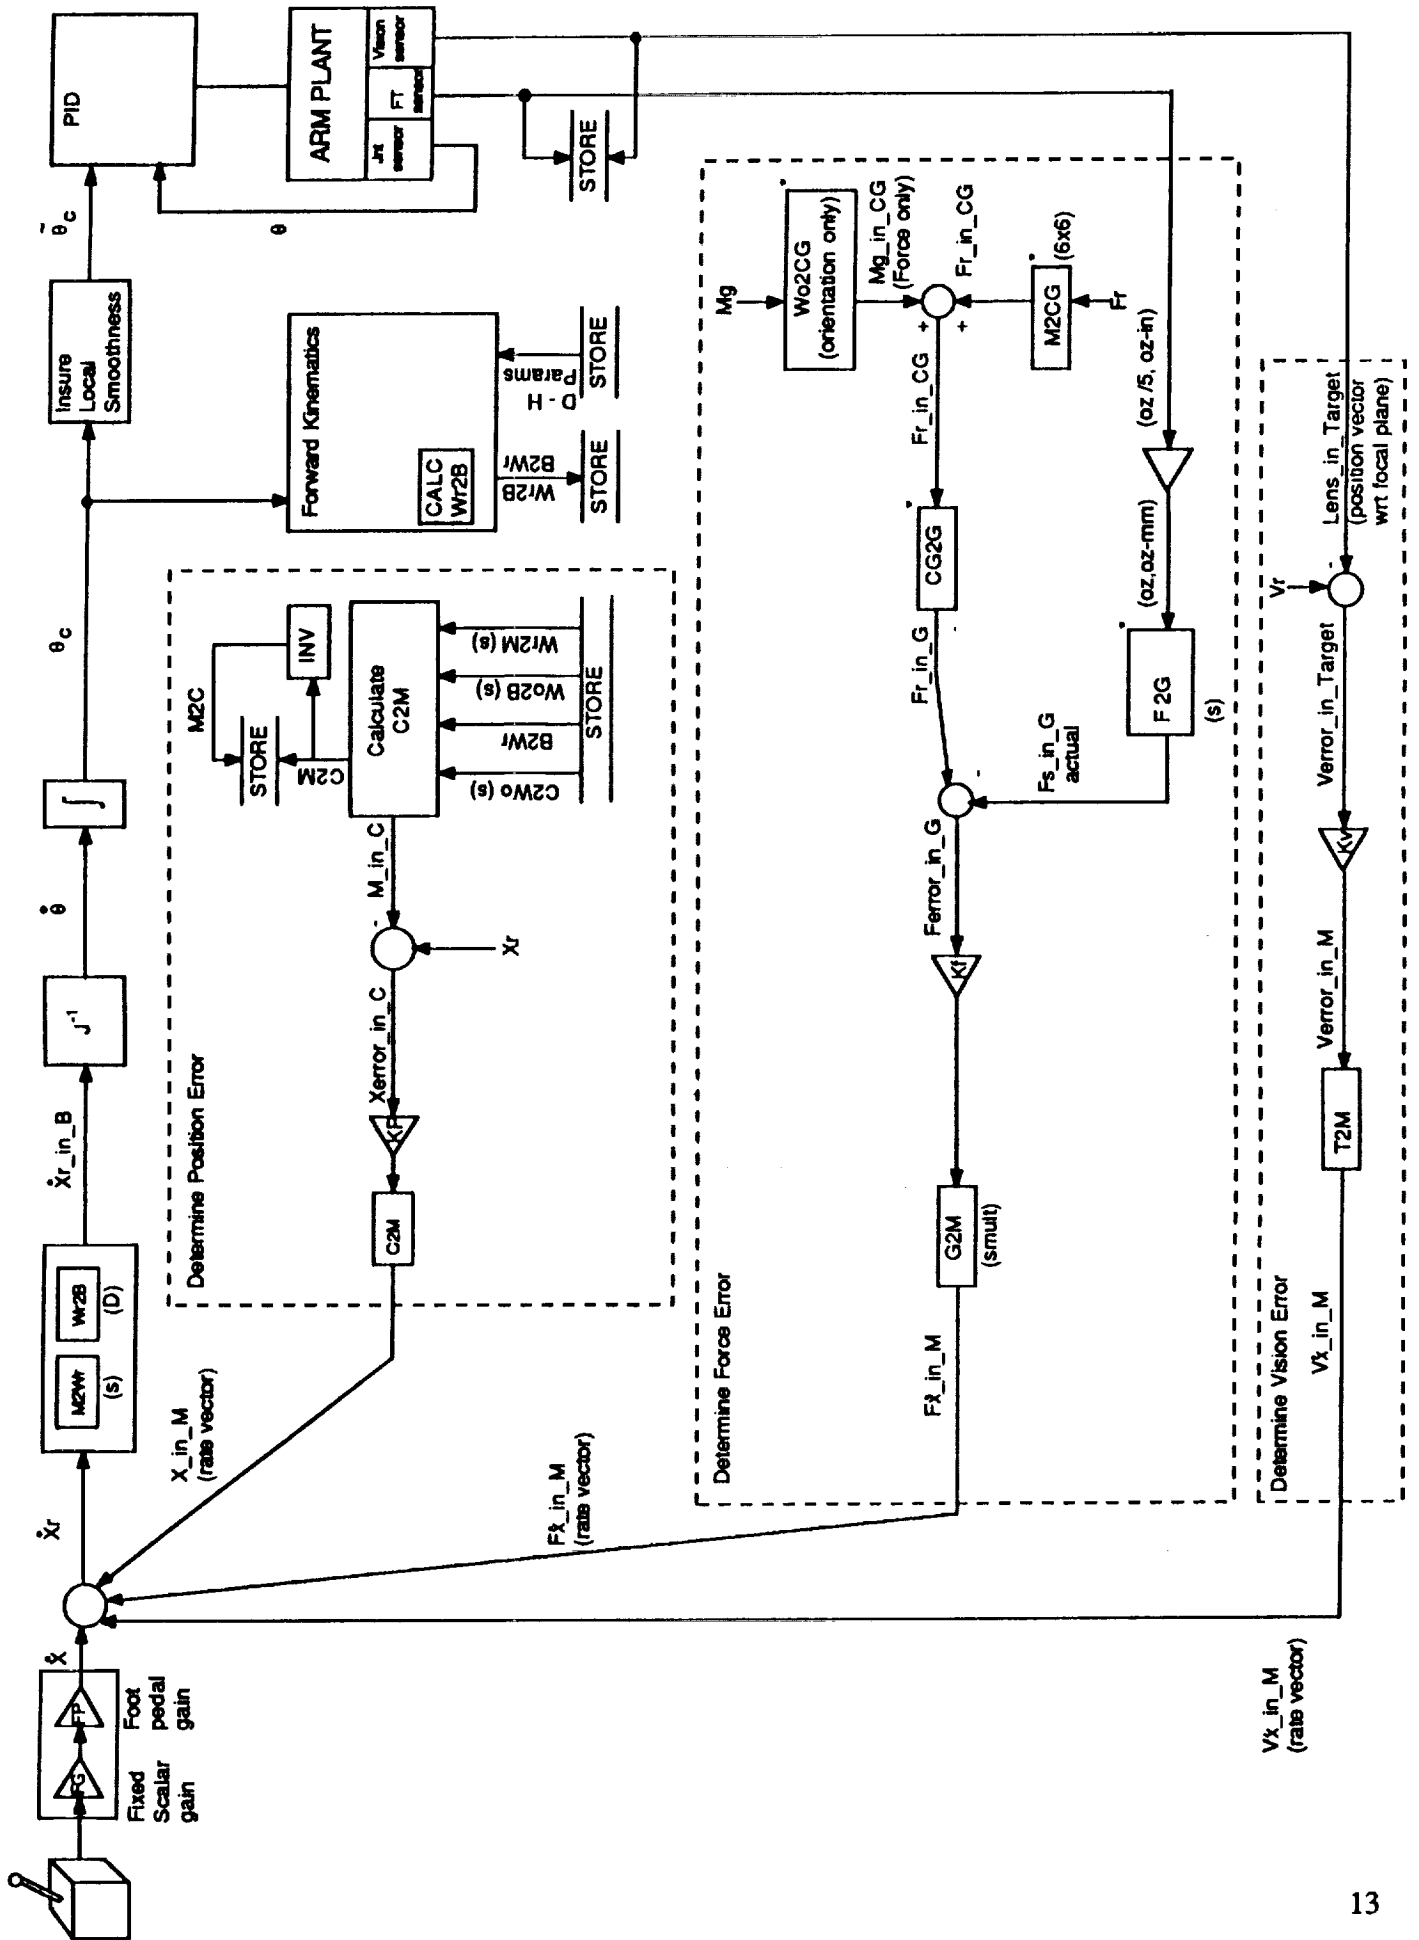 Fixed
Scalar
gain
Foot
pedal
gain
FG
FP
Ẋ
Ẋr
M2Wr
(s)
Wr2B
(D)
Ẋr_in_B
J⁻¹
θ̇
∫
θc
Insure
Local
Smoothness
θ̃c
PID
θ
ARM PLANT
Jnt
sensor
FT
sensor
Vision
sensor
STORE
Forward Kinematics
CALC
Wr2B
Wr2B
B2Wr
STORE
D - H
Params
STORE
Determine Position Error
X_in_M
(rate vector)
C2M
KP
Xerror_in_C
Xr
-
M_in_C
Calculate
C2M
C2M
STORE
M2C
INV
C2Wo (s)
B2Wr
Wo2B (s)
Wr2M (s)
STORE
Determine Force Error
FẊ_in_M
(rate vector)
FẊ_in_M
G2M
(smult)
Kf
Ferror_in_G
-
Fr_in_G
CG2G
Fr_in_CG
+
+
Mg
Wo2CG
(orientation only)
Mg_in_CG
(Force only)
Fr_in_CG
M2CG
(6x6)
Fr
Fs_in_G
actual
F 2G
(s)
(oz,oz-mm)
(oz /5, oz-in)
Determine Vision Error
VẊ_in_M
(rate vector)
VẊ_in_M
T2M
Verror_in_M
Kv
Verror_in_Target
Vr
-
Lens_in_Target
(position vector
wrt focal plane)
13